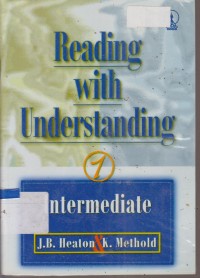 Reading
with
Understanding
1
Intermediate
J.B. Heaton & K. Methold